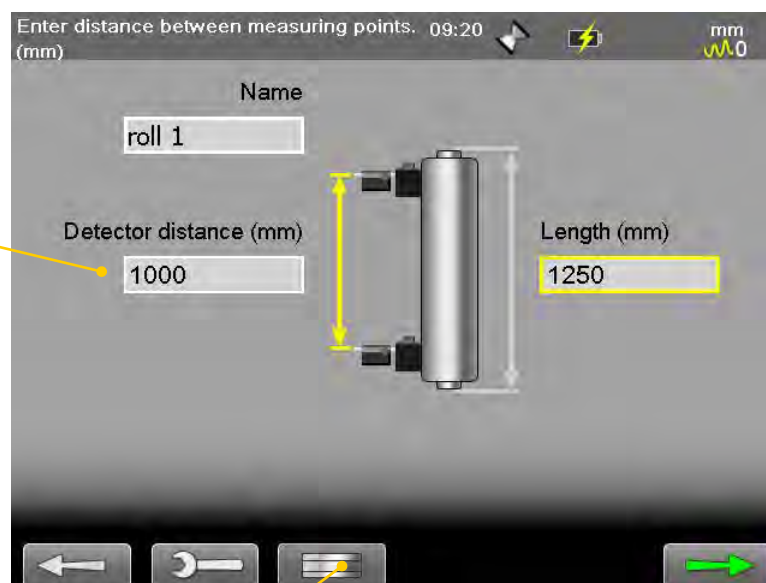 Enter distance between measuring points. 09:20 mm
(mm) 0
Name
roll 1
Detector distance (mm) Length (mm)
1000 1250